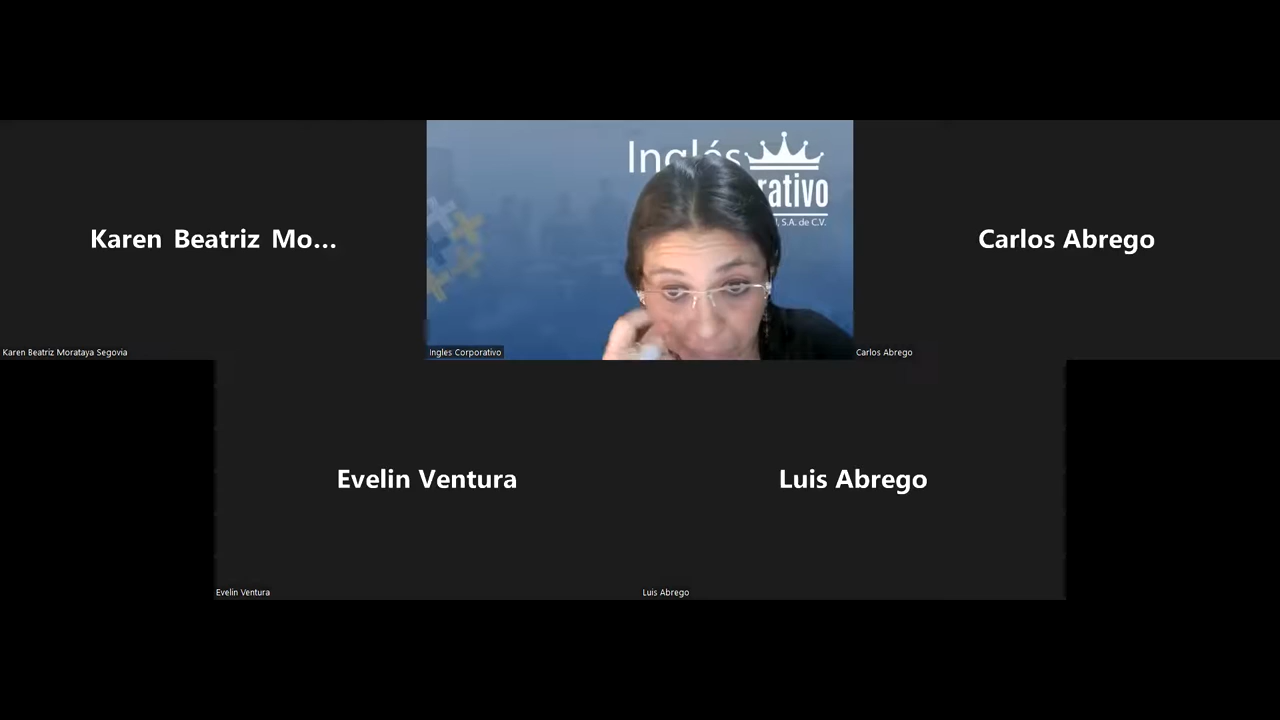 Karen Beatriz Mo...
Karen Beatriz Morataya Segovia
Inglés
rativo
, S.A. de C.V.
Ingles Corporativo
Carlos Abrego
Carlos Abrego
Evelin Ventura
Evelin Ventura
Luis Abrego
Luis Abrego